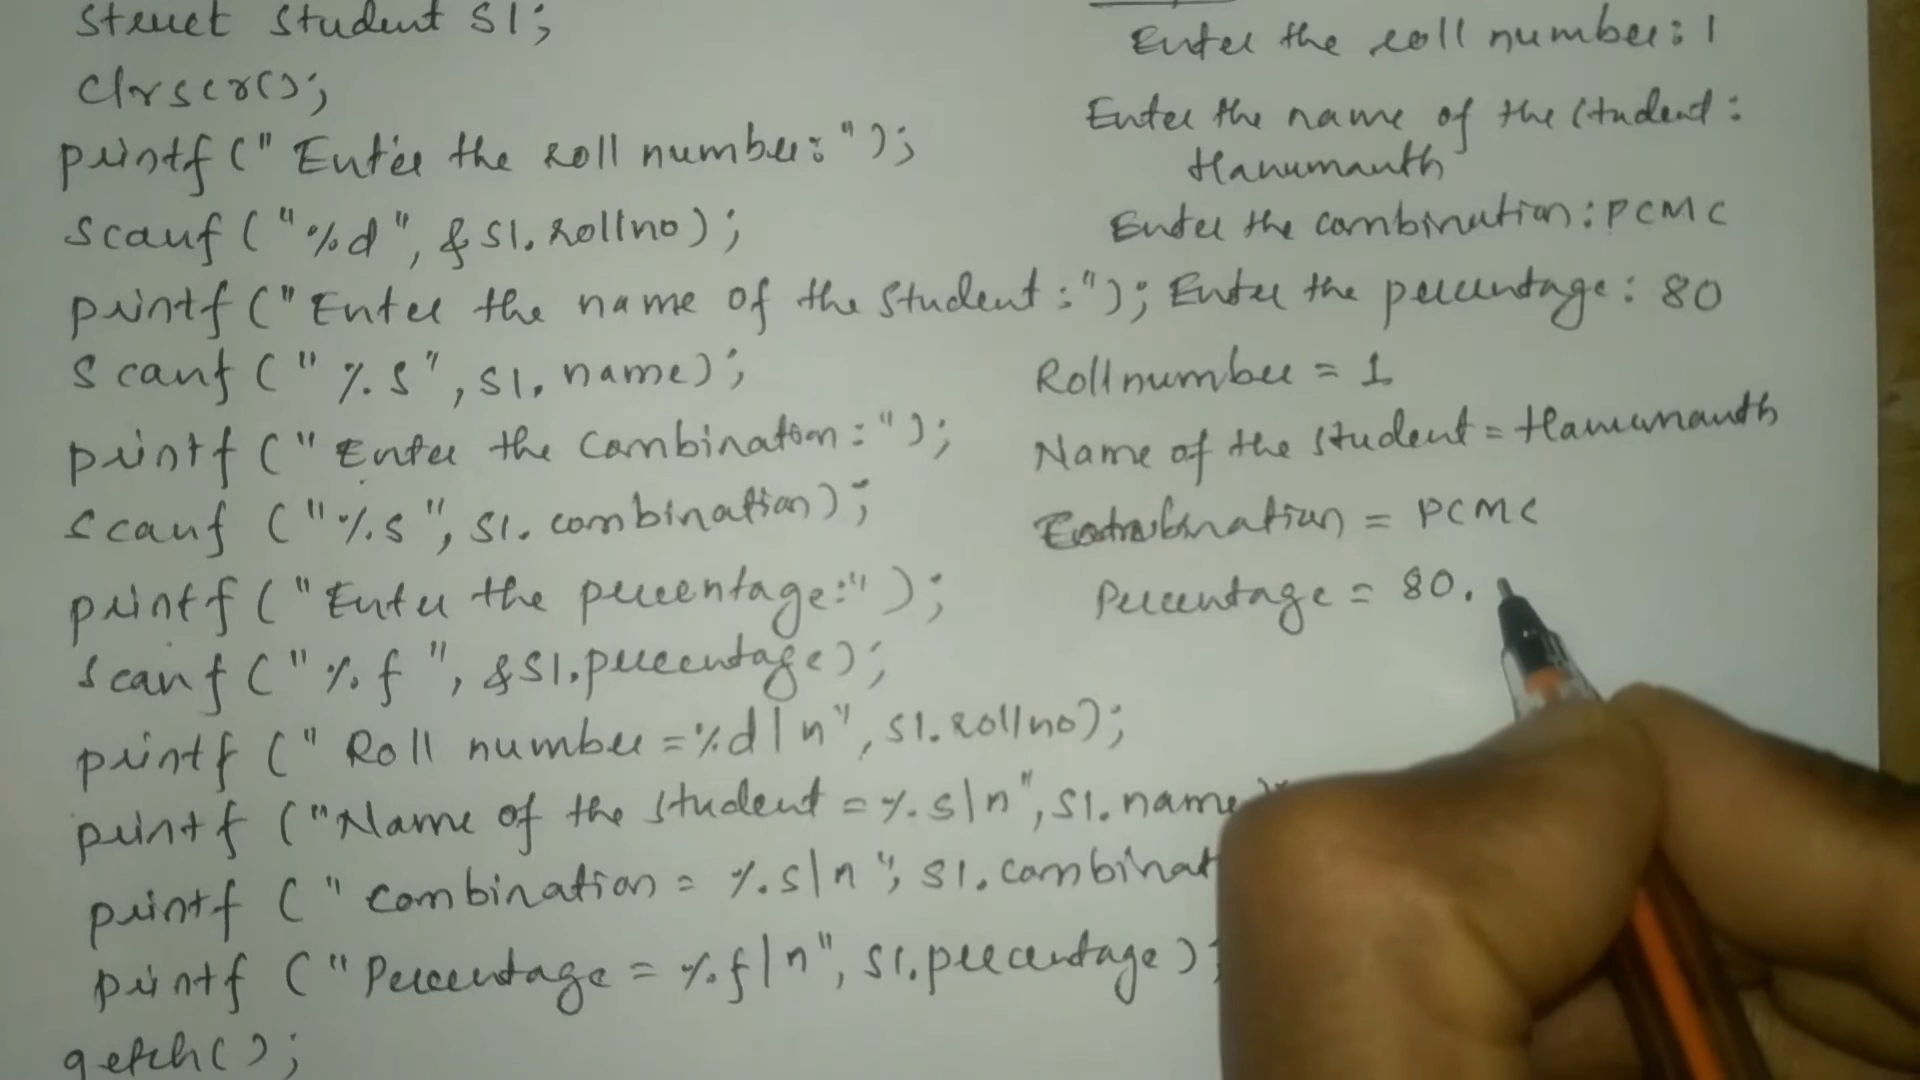 struct student S1;
clrscr();
printf (" Enter the roll number: ");
scanf ( " %d ", & S1. rollno);
printf (" Enter the name of the student : ");
Scanf ( " %s ", S1. name);
printf ( " Enter the combinaton : " );
scanf ( " %s ", S1. combination );
printf ( " Enter the percentage: " );
scanf ( " %f ", & S1. percentage);
printf ( " Roll number = %d\n ", S1. rollno);
printf ( " Name of the student = %s\n ", S1. name
printf ( " combination = %s\n ", S1. combinat
printf ( " Percentage = %f\n ", S1. percentage );
getch();
Enter the roll number: 1
Enter the name of the student :
Hanumanth
Enter the combination: PCMC
Enter the percentage: 80
Roll number = 1
Name of the student = Hanumanth
= PCMC
Percentage = 80.